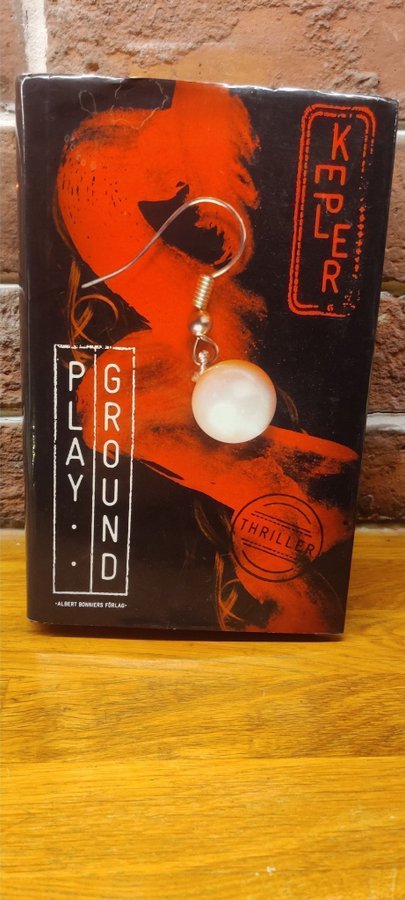 KEPLER
PLAY..
GROUND
THRILLER
·ALBERT BONNIERS FÖRLAG·